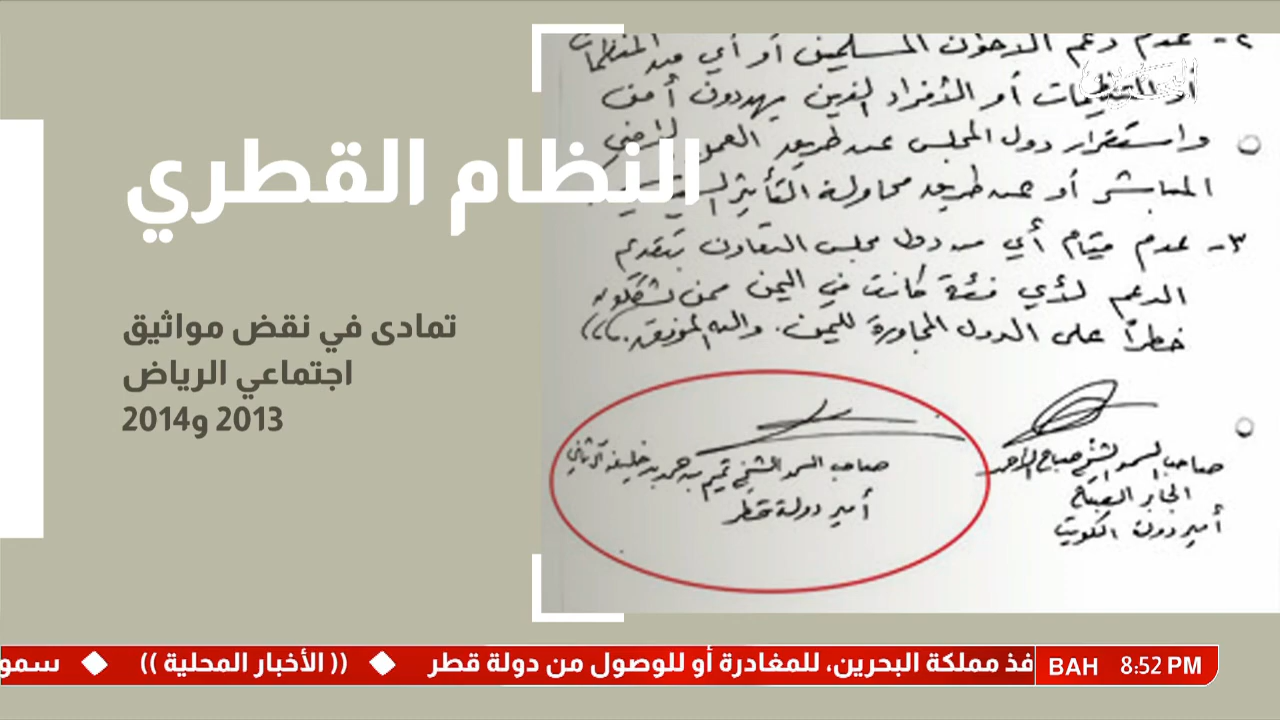 النظام القطري
تمادى في نقض مواثيق
اجتماعي الرياض
2013 و2014
٢- عدم دعم الاخوان المسلمين أو أي من المنظمات
أو التنظيمات أو الأفراد الذين يهددون أمن
واستقرار دول المجلس عن طريق العمل
المباشر أو عن طريق محاولة التأثير
٣- عدم قيام أي من دول مجلس التعاون بتقديم
الدعم لأي فئة كانت في اليمن ممن يشكلون
خطراً على الدول المجاورة لليمن. والله الموفق،،،
صاحب السمو الشيخ صباح الأحمد
الجابر الصباح
أمير دولة الكويت
صاحب السمو الشيخ تميم بن حمد بن خليفة آل ثاني
أمير دولة قطر
فذ مملكة البحرين، للمغادرة أو للوصول من دولة قطر ◆ (( الأخبار المحلية )) ◆ سمو
BAH 8:52 PM